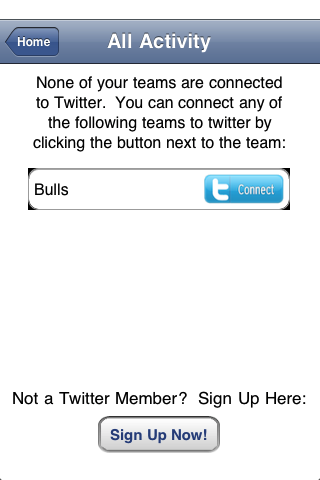 Home
All Activity
None of your teams are connected
to Twitter.  You can connect any of
the following teams to twitter by
clicking the button next to the team:
Bulls
Connect
Not a Twitter Member?  Sign Up Here:
Sign Up Now!